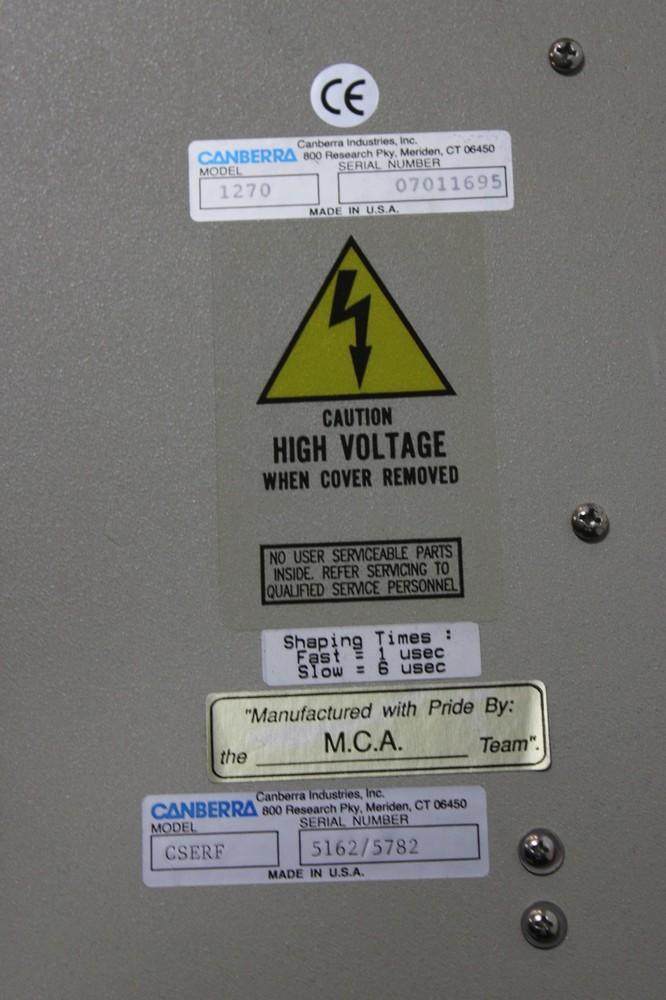 CE
Canberra Industries, Inc.
CANBERRA 800 Research Pky, Meriden, CT 06450
MODEL SERIAL NUMBER
1270 07011695
MADE IN U.S.A.
CAUTION
HIGH VOLTAGE
WHEN COVER REMOVED
NO USER SERVICEABLE PARTS
INSIDE. REFER SERVICING TO
QUALIFIED SERVICE PERSONNEL
Shaping Times :
Fast = 1 usec
Slow = 6 usec
"Manufactured with Pride By:
the M.C.A. Team".
Canberra Industries, Inc.
CANBERRA 800 Research Pky, Meriden, CT 06450
MODEL SERIAL NUMBER
CSERF 5162/5782
MADE IN U.S.A.